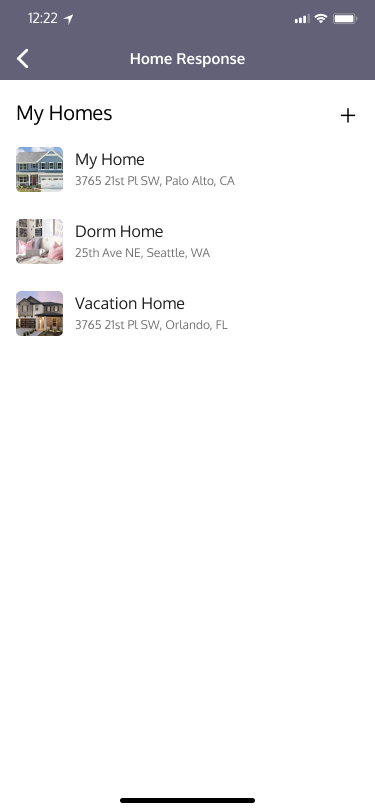 12:22
Home Response
My Homes
My Home
3765 21st Pl SW, Palo Alto, CA
Dorm Home
25th Ave NE, Seattle, WA
Vacation Home
3765 21st Pl SW, Orlando, FL